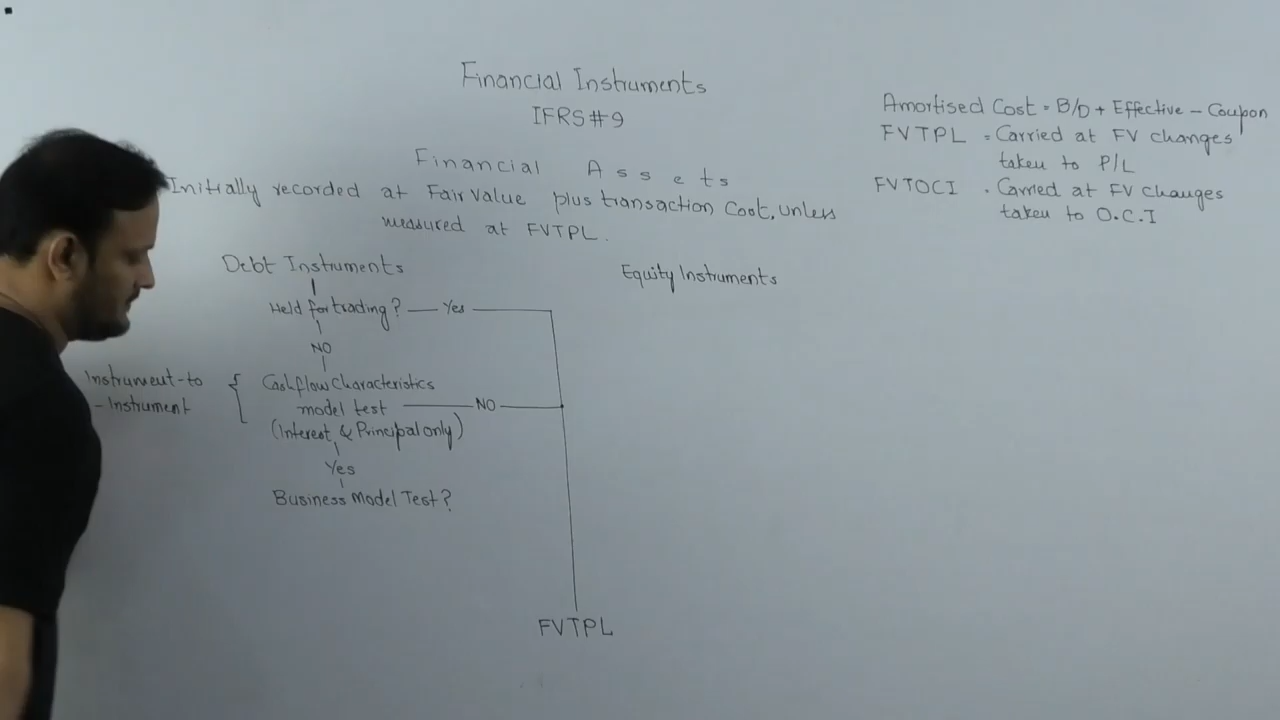 Financial Instruments
IFRS#9
Financial Assets
Initially recorded at Fair Value plus transaction Cost, unless
measured at FVTPL.
Amortised Cost = B/D + Effective - Coupon
FVTPL = Carried at FV changes
taken to P/L
FVTOCI = Carried at FV changes
taken to O.C.I
Debt Instruments
Held for trading? Yes
NO
Instrument-to
-Instrument
Cashflow Characteristics
model test NO
(Interest & Principal only)
Yes
Business Model Test?
FVTPL
Equity Instruments